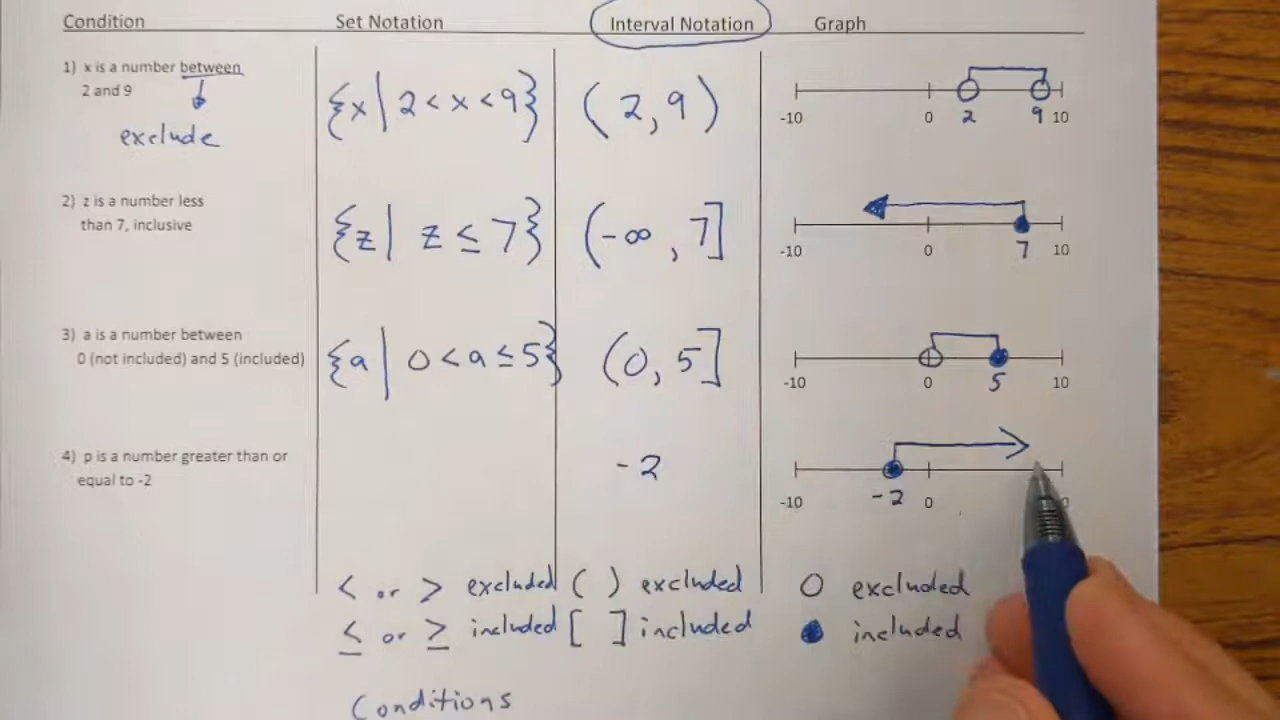 Condition Set Notation Interval Notation Graph
1) x is a number between
2 and 9
exclude
{x | 2 < x < 9} (2, 9)
-10 0 2 9 10
2) z is a number less
than 7, inclusive
{z | z ≤ 7} (-∞, 7]
-10 0 7 10
3) a is a number between
0 (not included) and 5 (included)
{a | 0 < a ≤ 5} (0, 5]
-10 0 5 10
4) p is a number greater than or
equal to -2
-2
-10 -2 0
< or > excluded ( ) excluded O excluded
≤ or ≥ included [ ] included ● included
Conditions